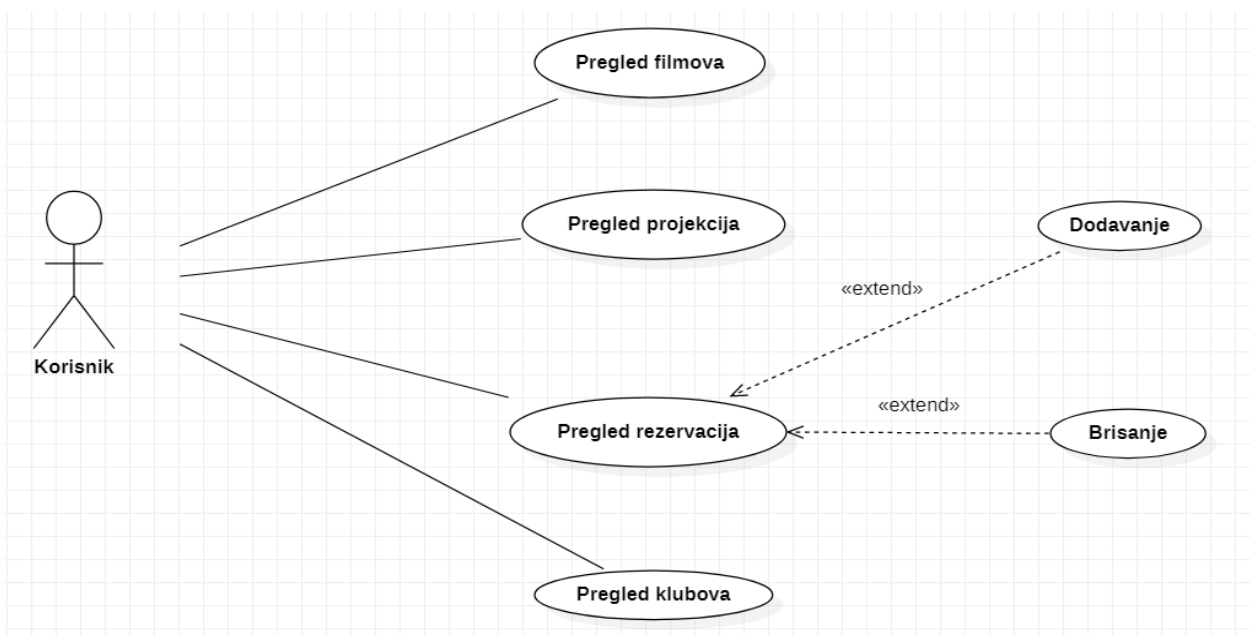 Pregled filmova
Pregled projekcija
Dodavanje
«extend»
Korisnik
«extend»
Pregled rezervacija
Brisanje
Pregled klubova